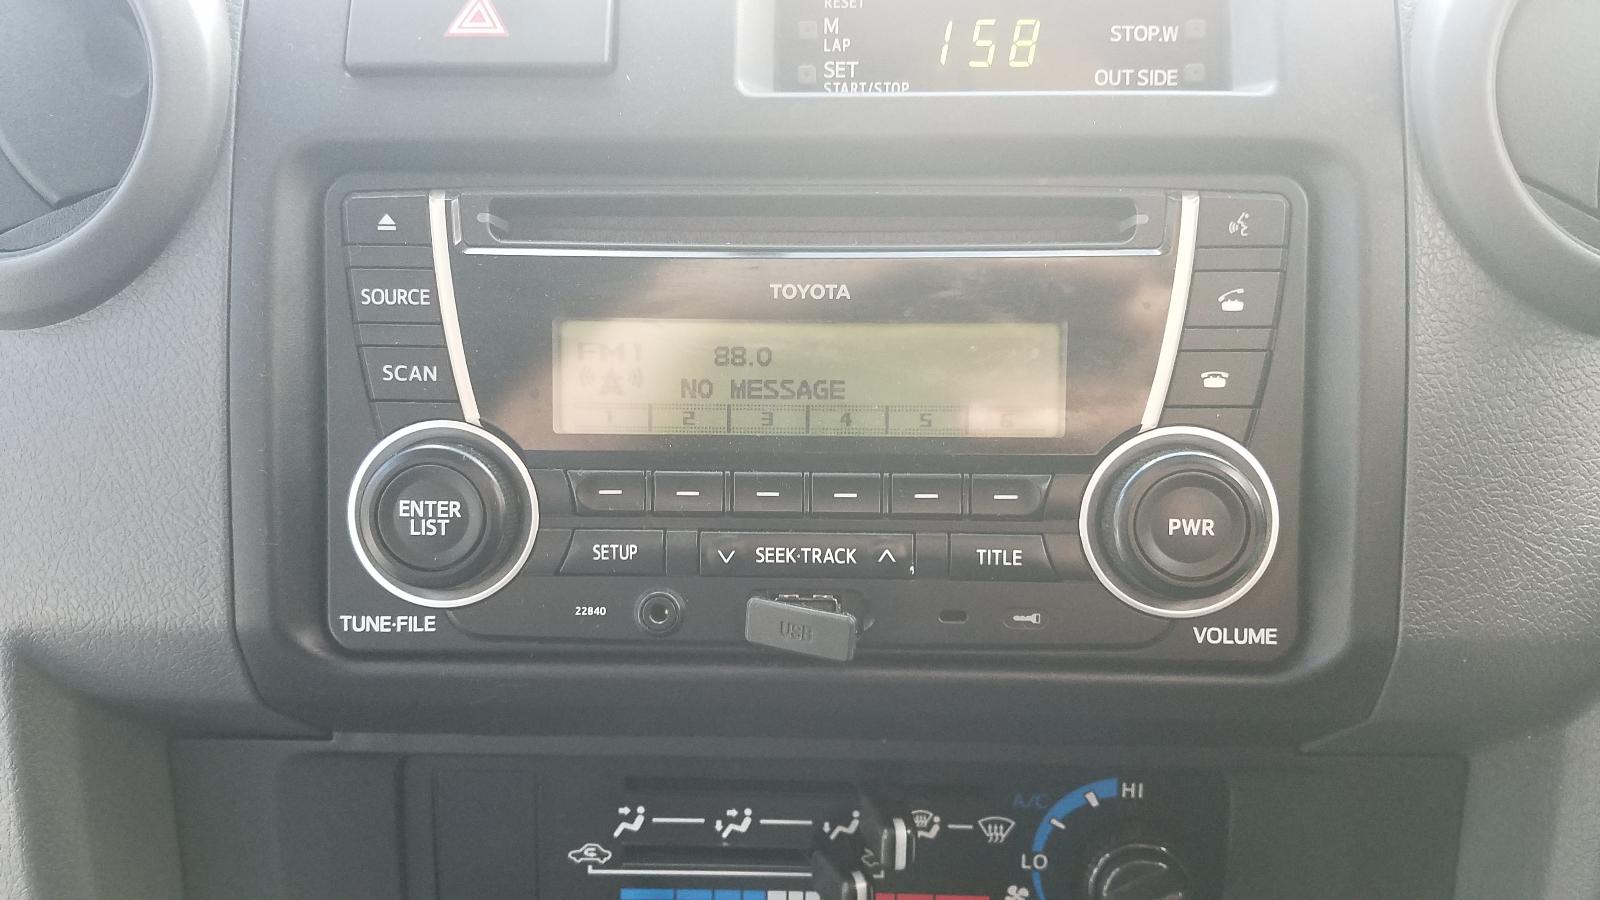 RESET
M
LAP
158
STOP.W
SET
OUT SIDE
START/STOP
SOURCE
TOYOTA
SCAN
FM1
88.0
NO MESSAGE
1 2 3 4 5 6
ENTER
LIST
PWR
SETUP
SEEK·TRACK
TITLE
22840
USB
TUNE·FILE
VOLUME
A/C
HI
LO